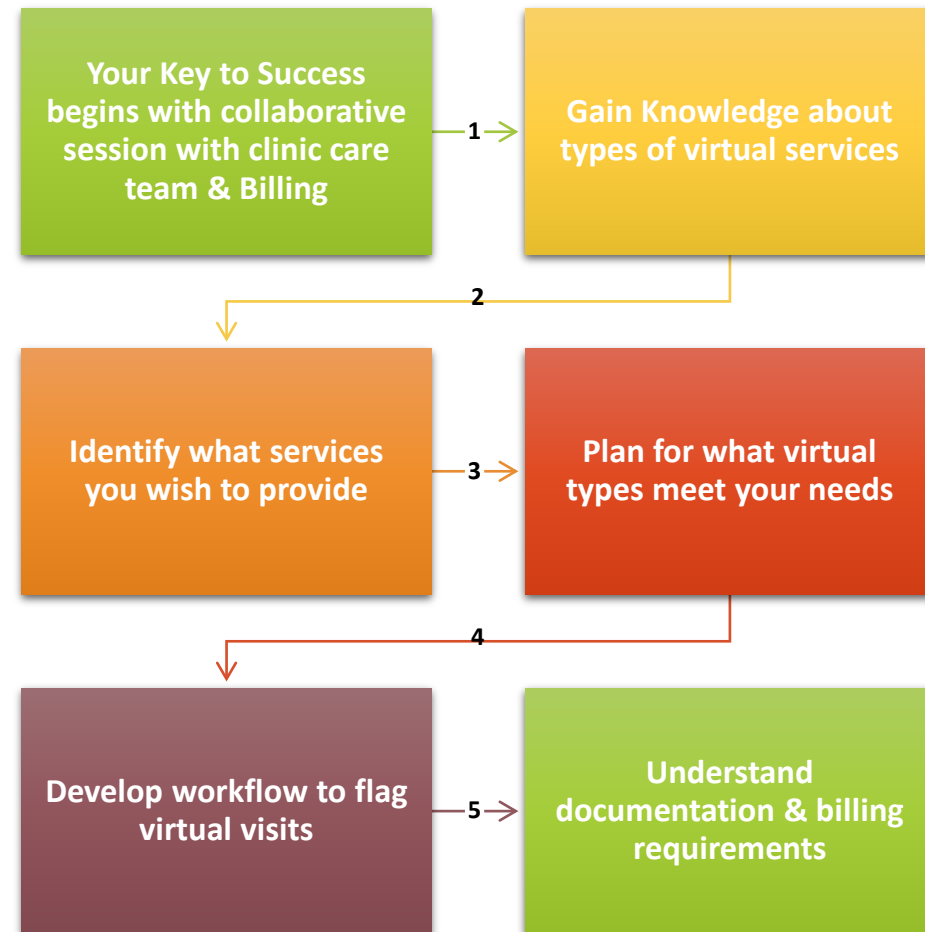 Your Key to Success
begins with collaborative
session with clinic care
team & Billing
1
Gain Knowledge about
types of virtual services
2
Identify what services
you wish to provide
3
Plan for what virtual
types meet your needs
4
Develop workflow to flag
virtual visits
5
Understand
documentation & billing
requirements